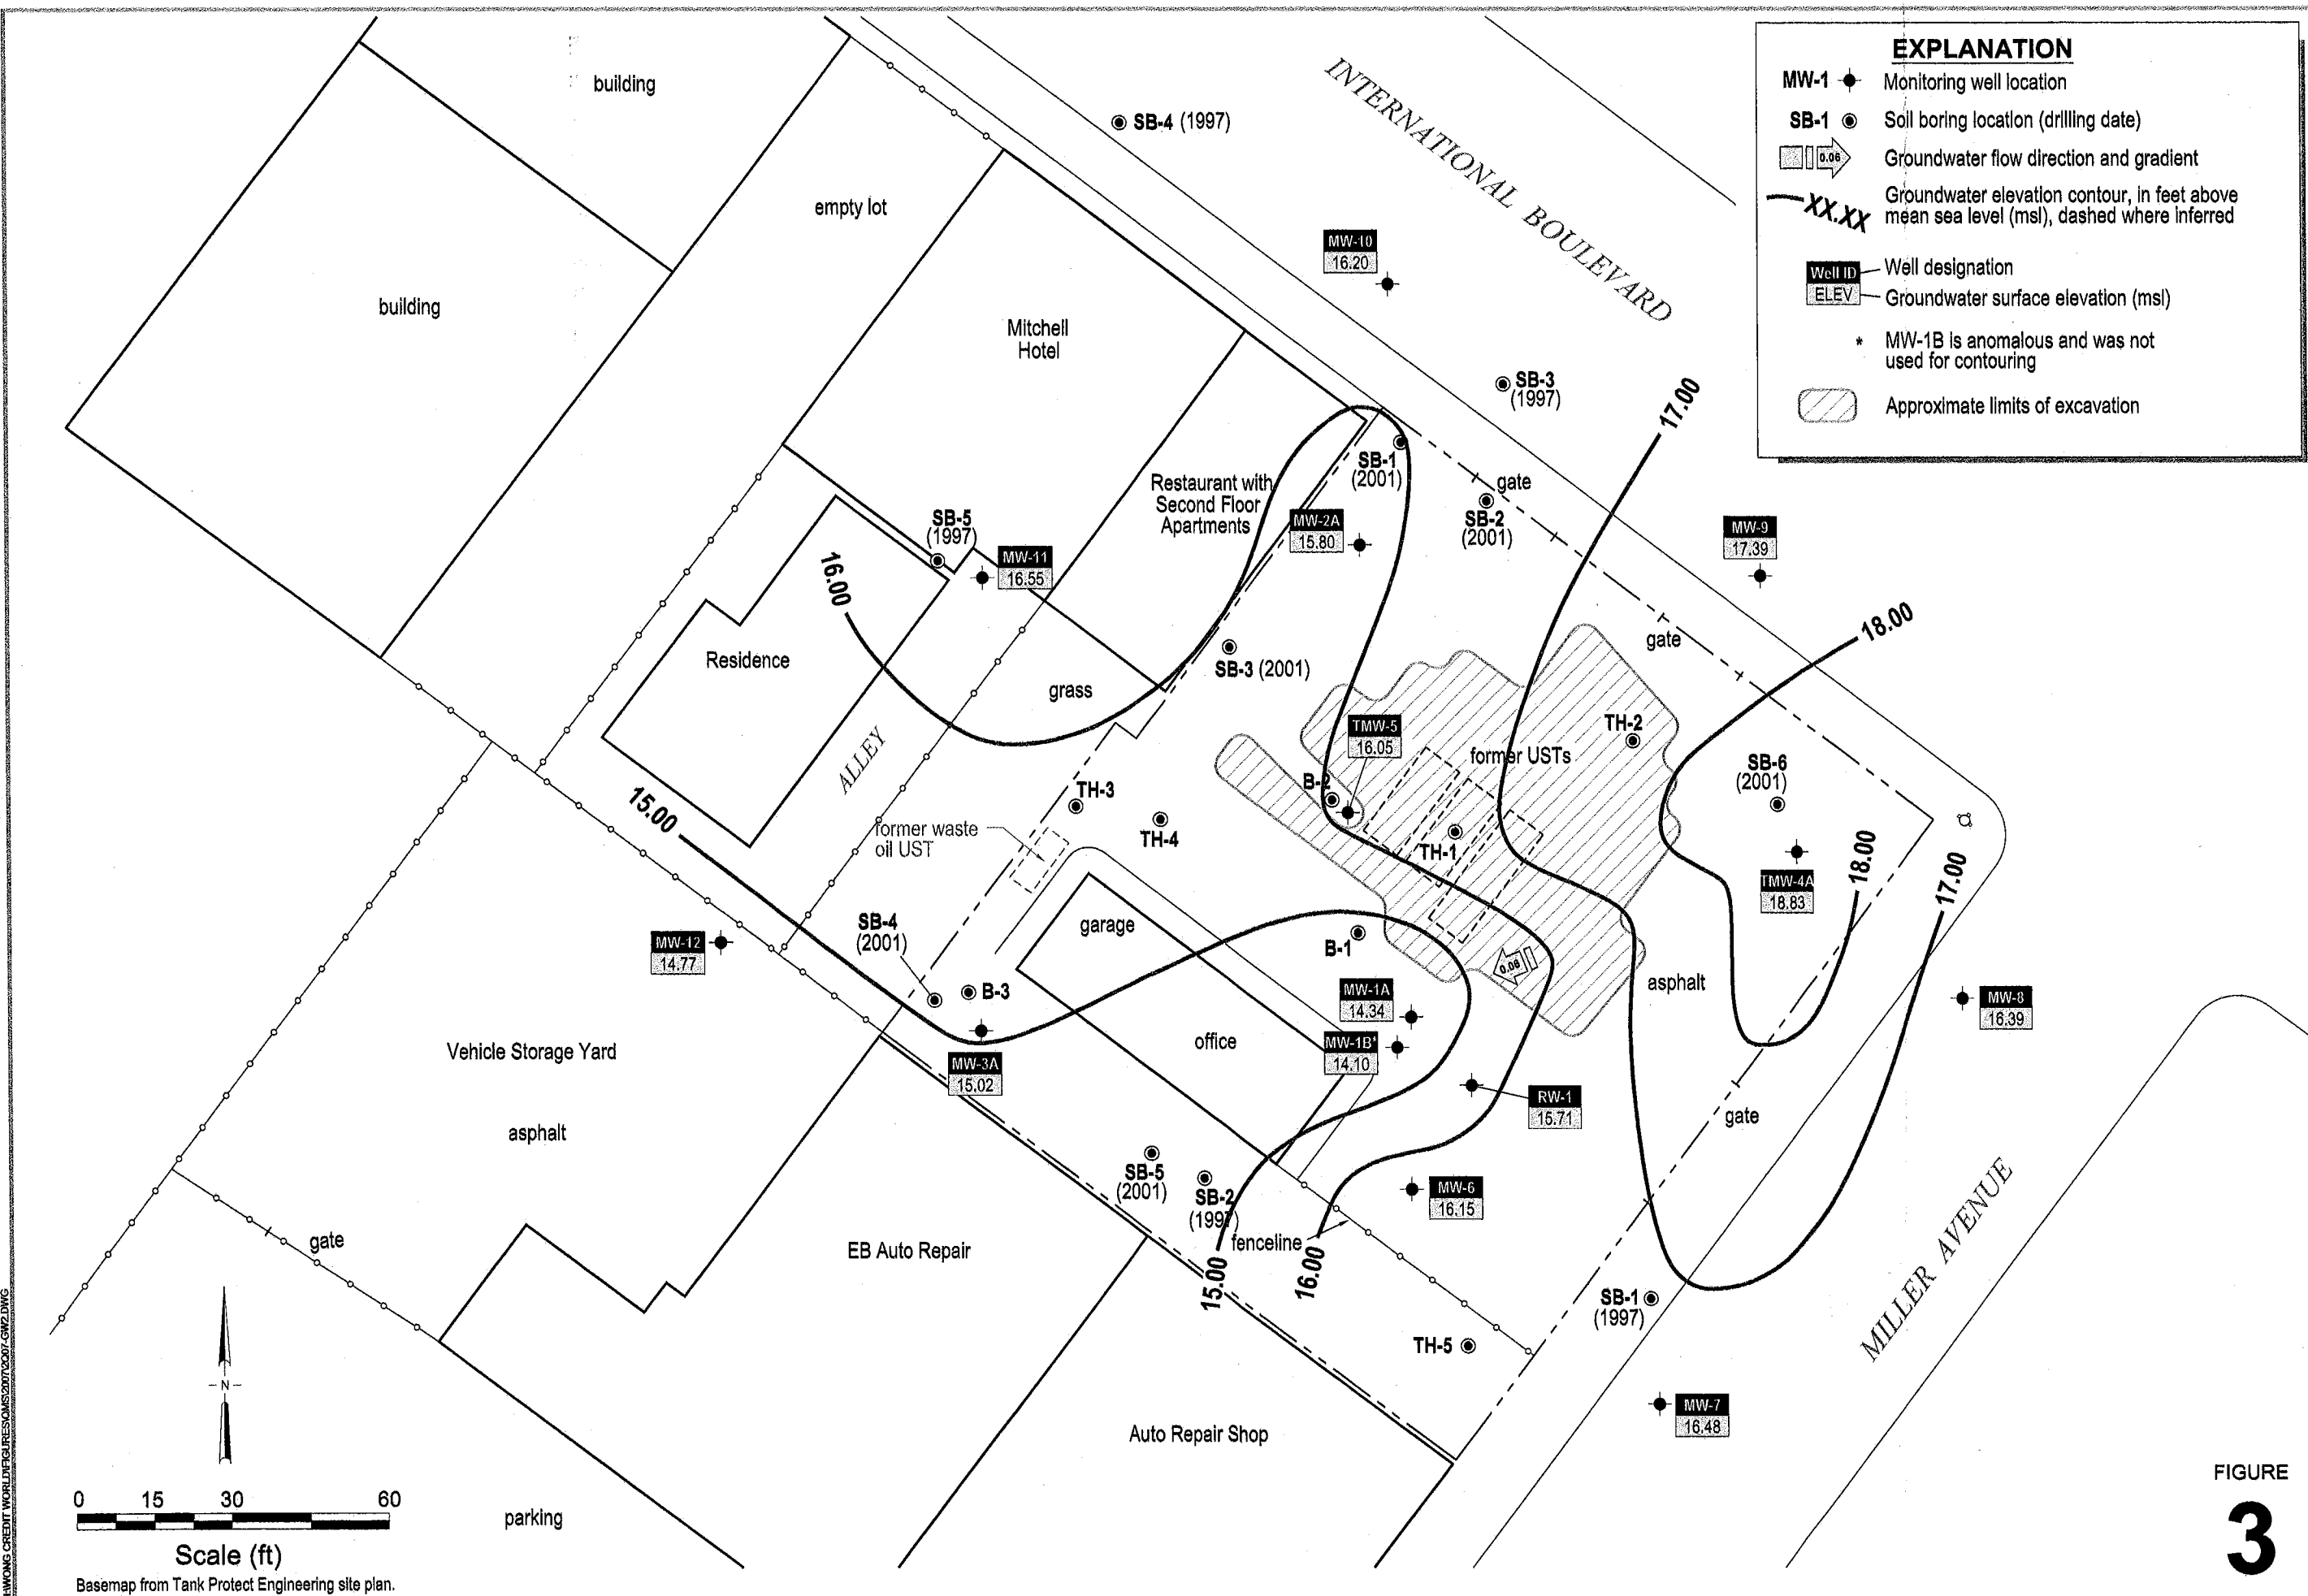 EXPLANATION
MW-1 Monitoring well location
SB-1 Soil boring location (drilling date)
0.06 Groundwater flow direction and gradient
XX.XX Groundwater elevation contour, in feet above
mean sea level (msl), dashed where inferred
Well ID Well designation
ELEV Groundwater surface elevation (msl)
* MW-1B is anomalous and was not
used for contouring
Approximate limits of excavation
building
SB-4 (1997)
INTERNATIONAL BOULEVARD
empty lot
MW-10
16.20
building
Mitchell
Hotel
SB-3
(1997)
17.00
SB-1
(2001)
gate
Restaurant with
Second Floor
Apartments
SB-2
(2001)
MW-2A
15.80
MW-9
17.39
SB-5
(1997)
MW-11
16.55
16.00
gate
18.00
Residence
SB-3 (2001)
grass
TMW-5
16.05
TH-2
former USTs
SB-6
(2001)
ALLEY
B-2
TH-3
15.00
former waste
oil UST
TH-4
TH-1
18.00
17.00
TMW-4A
18.83
garage
SB-4
(2001)
B-1
MW-12
14.77
0.06
asphalt
B-3
MW-1A
14.34
MW-8
16.39
office
MW-1B*
14.10
Vehicle Storage Yard
MW-3A
15.02
RW-1
15.71
gate
asphalt
SB-5
(2001)
SB-2
(1997)
MW-6
16.15
MILLER AVENUE
gate
EB Auto Repair
fenceline
15.00
16.00
SB-1
(1997)
TH-5
N
MW-7
16.48
Auto Repair Shop
FIGURE
3
0 15 30 60
Scale (ft)
parking
Basemap from Tank Protect Engineering site plan.
H:\WONG CREDIT WORLD\FIGURES\QMS\2007\2Q07-GW2.DWG